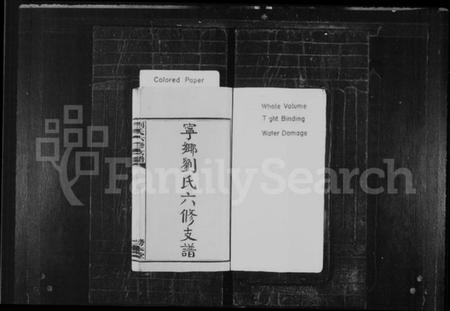 Colored Paper
Whole Volume
Tight Binding
Water Damage
寧鄉劉氏六修支譜
FamilySearch